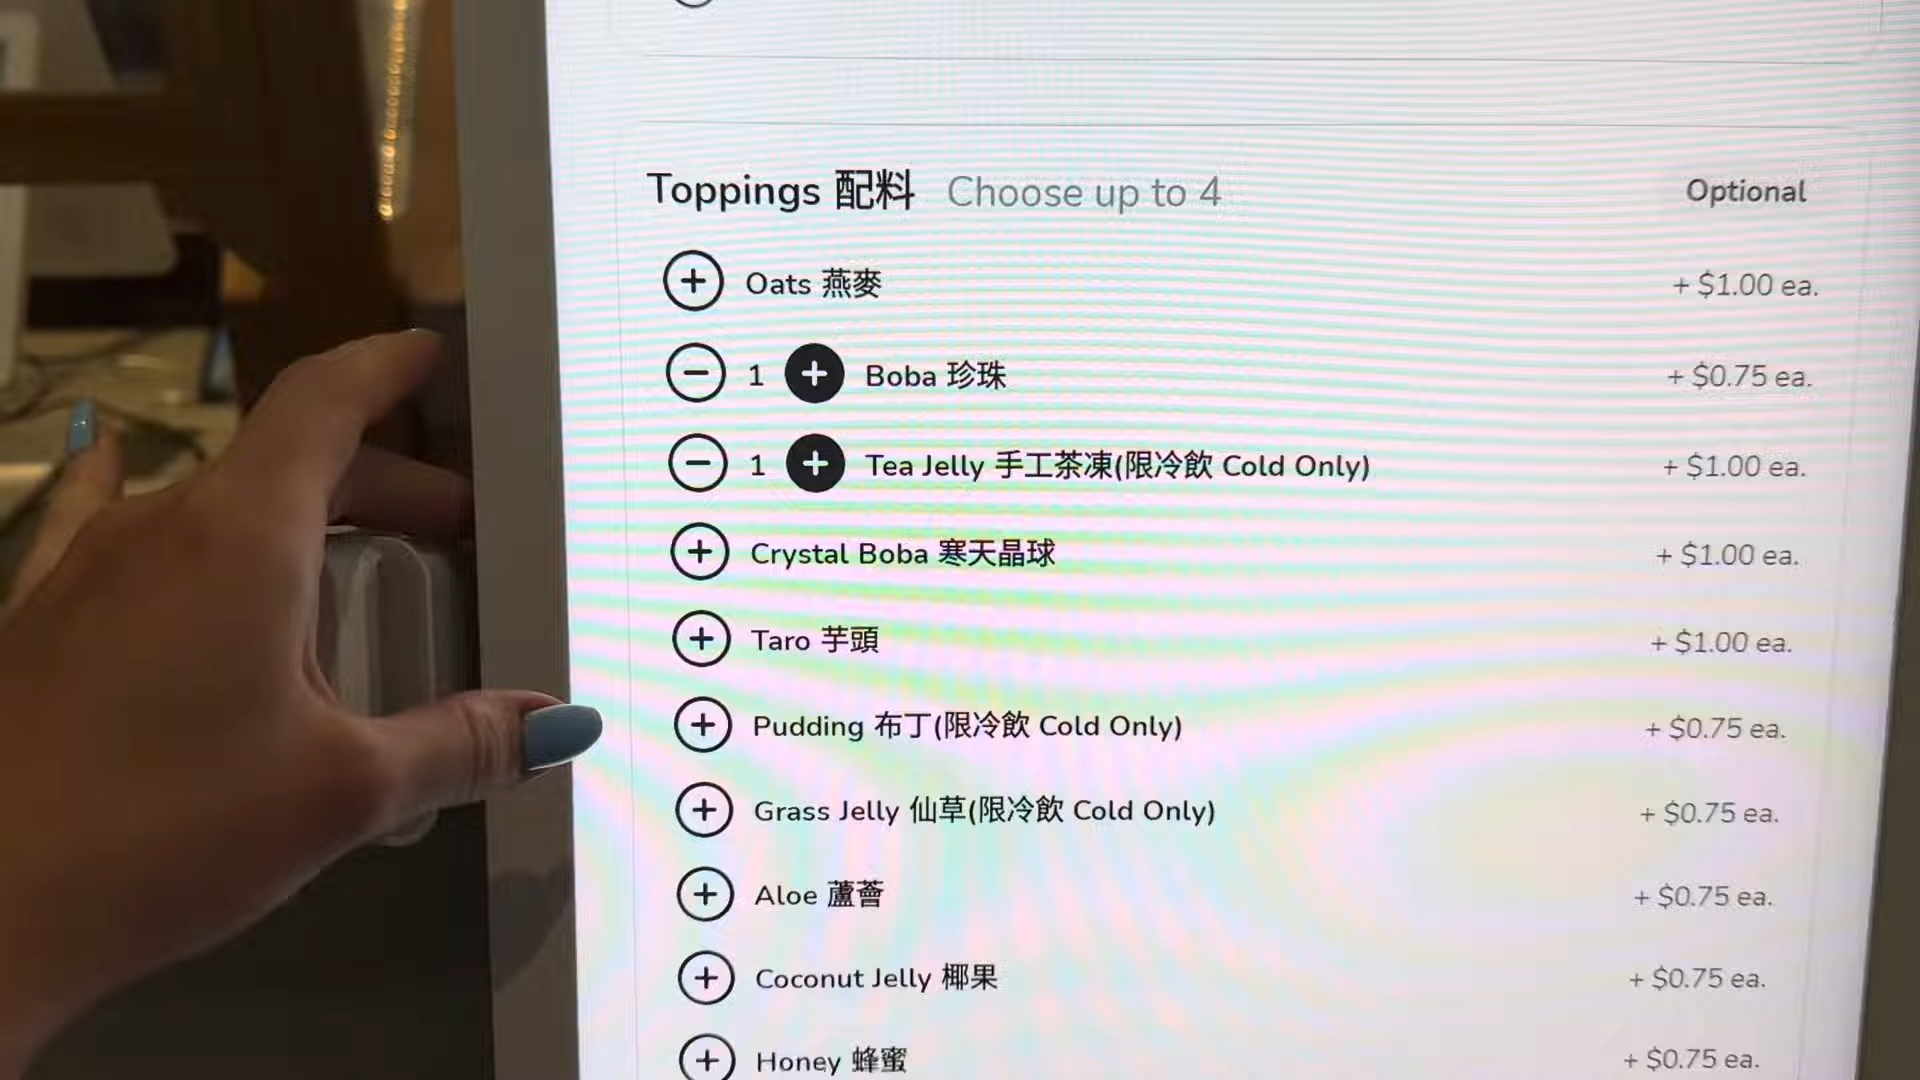 Toppings 配料 Choose up to 4 Optional
Oats 燕麥 + $1.00 ea.
1 Boba 珍珠 + $0.75 ea.
1 Tea Jelly 手工茶凍(限冷飲 Cold Only) + $1.00 ea.
Crystal Boba 寒天晶球 + $1.00 ea.
Taro 芋頭 + $1.00 ea.
Pudding 布丁(限冷飲 Cold Only) + $0.75 ea.
Grass Jelly 仙草(限冷飲 Cold Only) + $0.75 ea.
Aloe 蘆薈 + $0.75 ea.
Coconut Jelly 椰果 + $0.75 ea.
Honey 蜂蜜 + $0.75 ea.